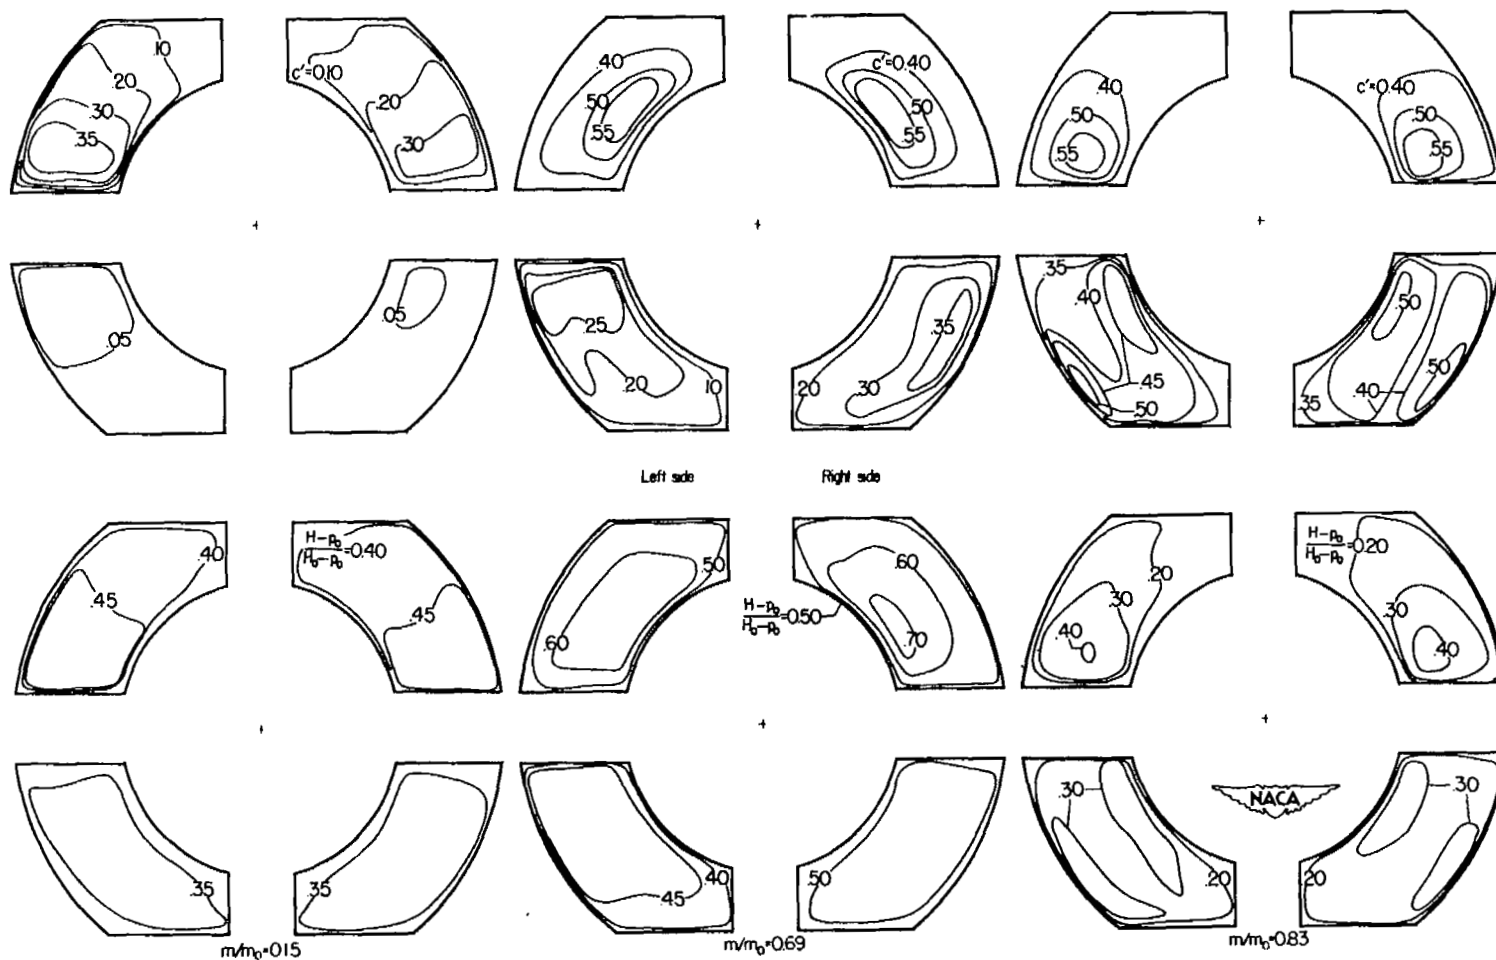 .10 c'=0.10 .40 c'=0.40 .40 c'=0.40
.20 .20 .50 .50 .50 .50
.30 .30 .55 .55 .55 .55
.35
.05 .05 .25 .35 .35 .40 .50 .50
.20 .10 .20 .30 .45 .50 .35 .40
Left side Right side
.40 H-p₀/H₀-p₀=0.40 .50 .60 .20 H-p₀/H₀-p₀=0.20
.45 .45 .60 H-p₀/H₀-p₀=0.50 .70 .30 .40 .30 .40
.30 NACA .30
.35 .35 .45 .40 .50 .20 .20
m/m₀=0.15 m/m₀=0.69 m/m₀=0.83